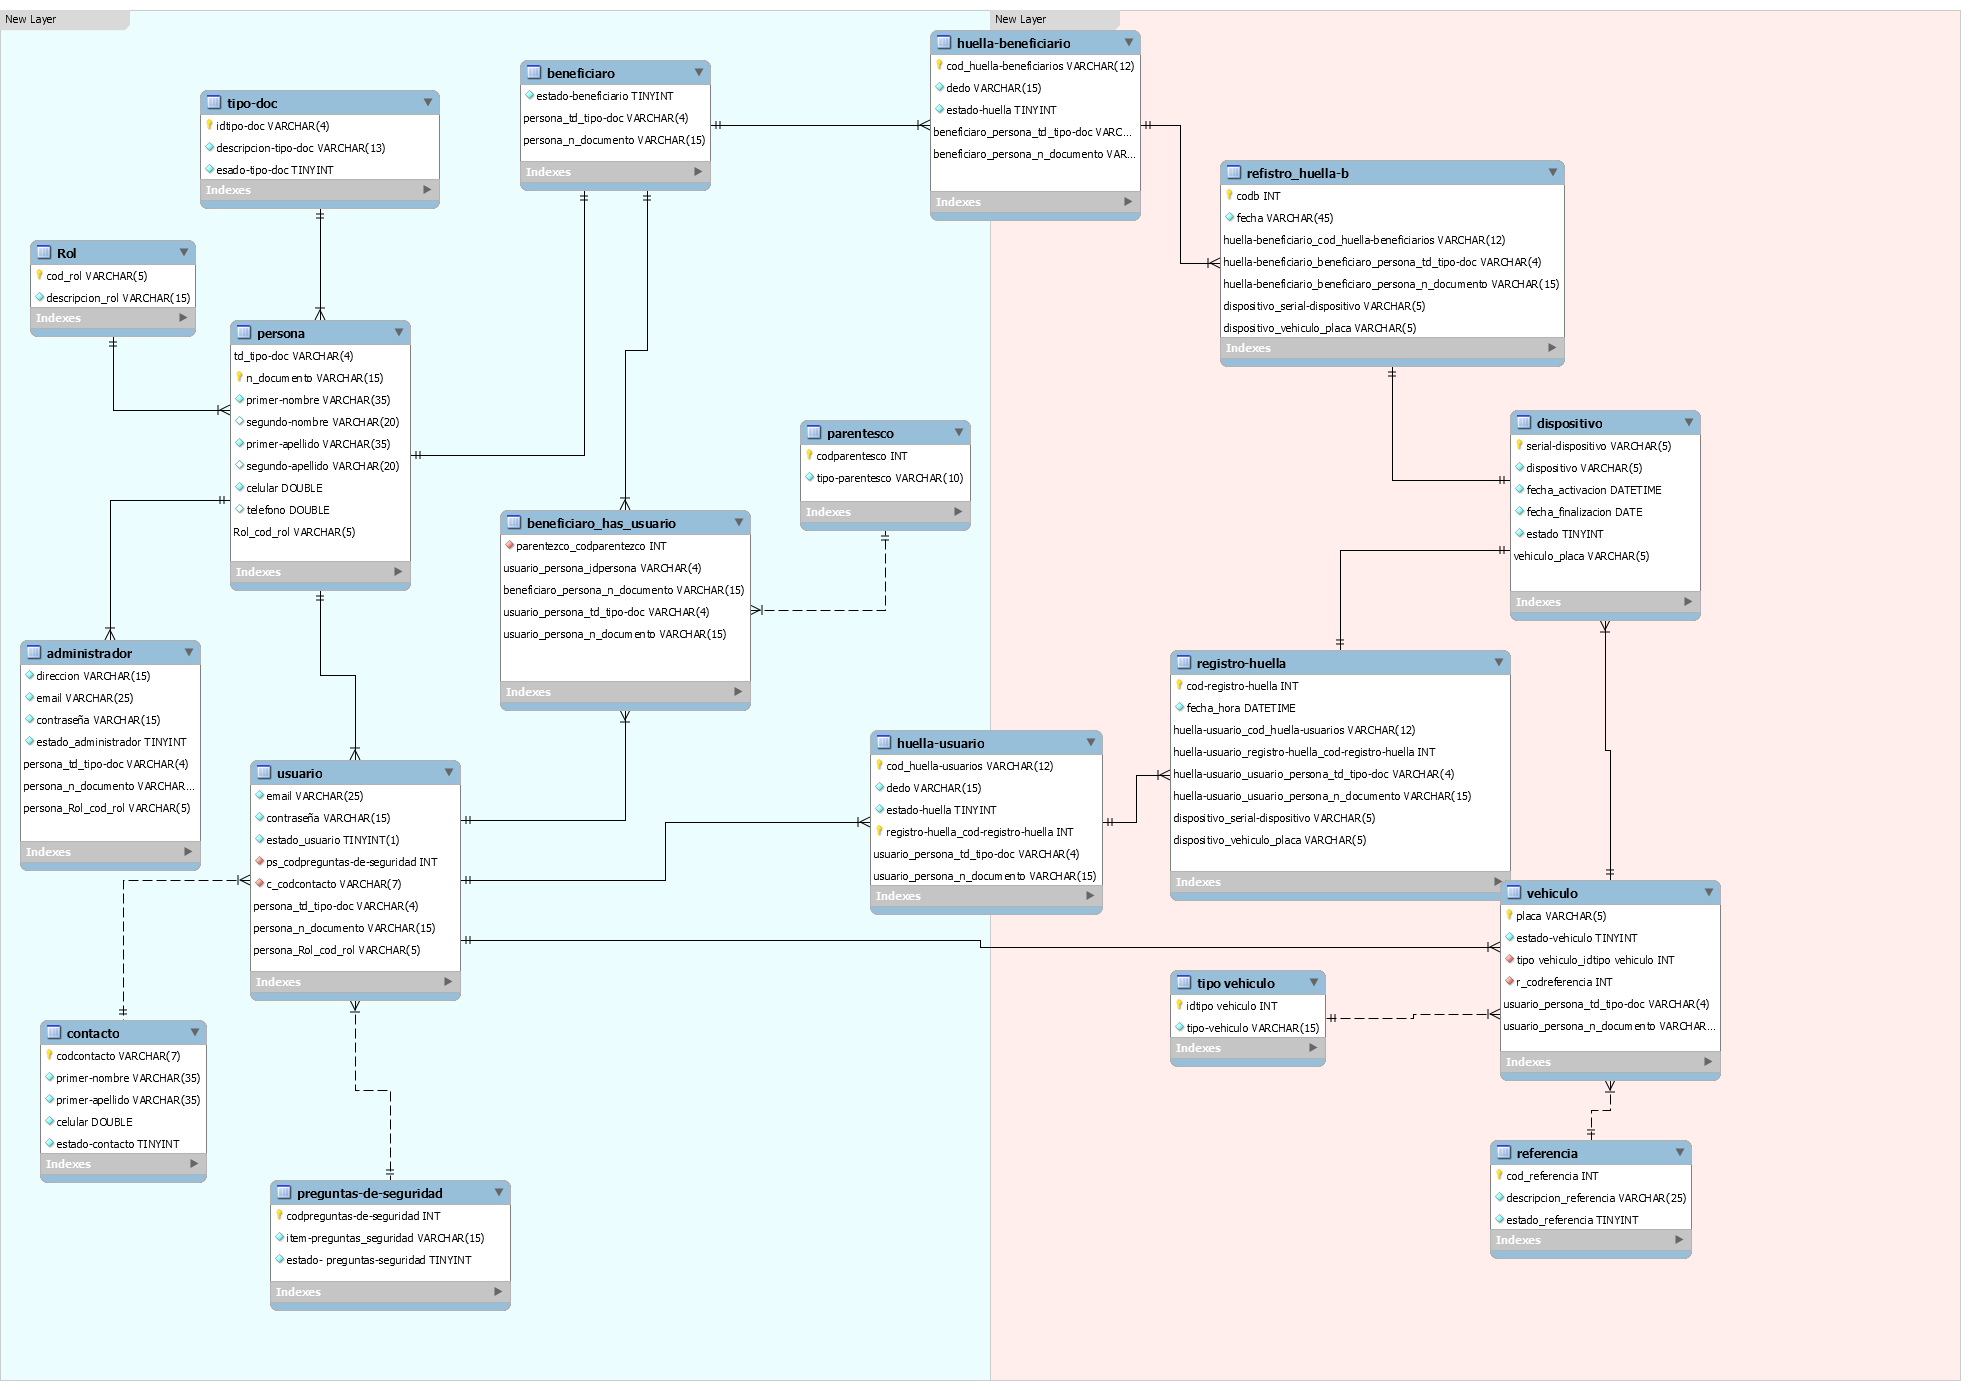 New Layer
New Layer
tipo-doc
idtipo-doc VARCHAR(4)
descripcion-tipo-doc VARCHAR(13)
esado-tipo-doc TINYINT
Indexes
beneficiaro
estado-beneficiario TINYINT
persona_td_tipo-doc VARCHAR(4)
persona_n_documento VARCHAR(15)
Indexes
huella-beneficiario
cod_huella-beneficiarios VARCHAR(12)
dedo VARCHAR(15)
estado-huella TINYINT
beneficiaro_persona_td_tipo-doc VARC...
beneficiaro_persona_n_documento VAR...
Indexes
refistro_huella-b
codb INT
fecha VARCHAR(45)
huella-beneficiario_cod_huella-beneficiarios VARCHAR(12)
huella-beneficiario_beneficiaro_persona_td_tipo-doc VARCHAR(4)
huella-beneficiario_beneficiaro_persona_n_documento VARCHAR(15)
dispositivo_serial-dispositivo VARCHAR(5)
dispositivo_vehiculo_placa VARCHAR(5)
Indexes
Rol
cod_rol VARCHAR(5)
descripcion_rol VARCHAR(15)
Indexes
persona
td_tipo-doc VARCHAR(4)
n_documento VARCHAR(15)
primer-nombre VARCHAR(35)
segundo-nombre VARCHAR(20)
primer-apellido VARCHAR(35)
segundo-apellido VARCHAR(20)
celular DOUBLE
telefono DOUBLE
Rol_cod_rol VARCHAR(5)
Indexes
parentesco
codparentesco INT
tipo-parentesco VARCHAR(10)
Indexes
dispositivo
serial-dispositivo VARCHAR(5)
dispositivo VARCHAR(5)
fecha_activacion DATETIME
fecha_finalizacion DATE
estado TINYINT
vehiculo_placa VARCHAR(5)
Indexes
beneficiaro_has_usuario
parentezco_codparentezco INT
usuario_persona_idpersona VARCHAR(4)
beneficiaro_persona_n_documento VARCHAR(15)
usuario_persona_td_tipo-doc VARCHAR(4)
usuario_persona_n_documento VARCHAR(15)
Indexes
administrador
direccion VARCHAR(15)
email VARCHAR(25)
contraseña VARCHAR(15)
estado_administrador TINYINT
persona_td_tipo-doc VARCHAR(4)
persona_n_documento VARCHAR...
persona_Rol_cod_rol VARCHAR(5)
Indexes
registro-huella
cod-registro-huella INT
fecha_hora DATETIME
huella-usuario_cod_huella-usuarios VARCHAR(12)
huella-usuario_registro-huella_cod-registro-huella INT
huella-usuario_usuario_persona_td_tipo-doc VARCHAR(4)
huella-usuario_usuario_persona_n_documento VARCHAR(15)
dispositivo_serial-dispositivo VARCHAR(5)
dispositivo_vehiculo_placa VARCHAR(5)
Indexes
usuario
email VARCHAR(25)
contraseña VARCHAR(15)
estado_usuario TINYINT(1)
ps_codpreguntas-de-seguridad INT
c_codcontacto VARCHAR(7)
persona_td_tipo-doc VARCHAR(4)
persona_n_documento VARCHAR(15)
persona_Rol_cod_rol VARCHAR(5)
Indexes
huella-usuario
cod_huella-usuarios VARCHAR(12)
dedo VARCHAR(15)
estado-huella TINYINT
registro-huella_cod-registro-huella INT
usuario_persona_td_tipo-doc VARCHAR(4)
usuario_persona_n_documento VARCHAR(15)
Indexes
vehiculo
placa VARCHAR(5)
estado-vehiculo TINYINT
tipo vehiculo_idtipo vehiculo INT
r_codreferencia INT
usuario_persona_td_tipo-doc VARCHAR(4)
usuario_persona_n_documento VARCHAR...
Indexes
tipo vehiculo
idtipo vehiculo INT
tipo-vehiculo VARCHAR(15)
Indexes
contacto
codcontacto VARCHAR(7)
primer-nombre VARCHAR(35)
primer-apellido VARCHAR(35)
celular DOUBLE
estado-contacto TINYINT
Indexes
preguntas-de-seguridad
codpreguntas-de-seguridad INT
item-preguntas_seguridad VARCHAR(15)
estado- preguntas-seguridad TINYINT
Indexes
referencia
cod_referencia INT
descripcion_referencia VARCHAR(25)
estado_referencia TINYINT
Indexes